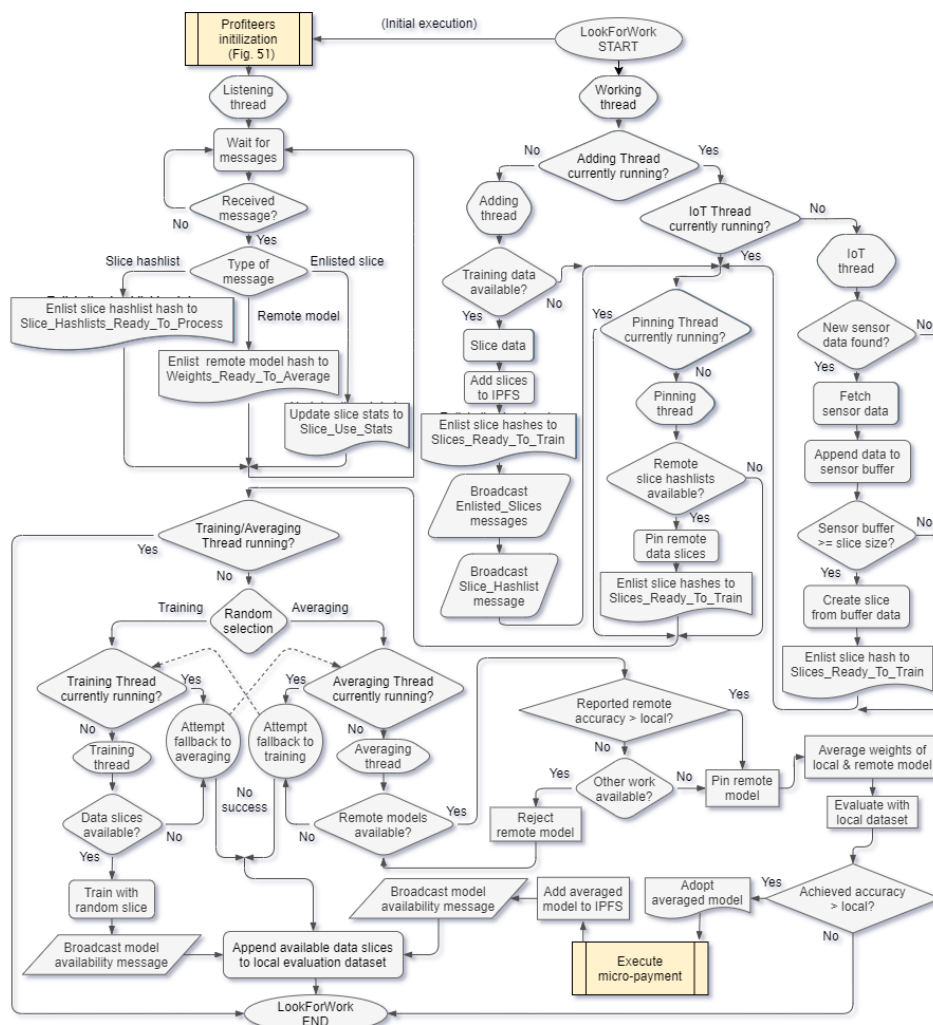 Profiteers
initilization
(Fig. 51)
(Initial execution)
LookForWork
START
Listening
thread
Working
thread
Wait for
messages
No
Adding Thread
currently running?
Yes
Received
message?
No
Yes
Adding
thread
IoT Thread
currently running?
No
Yes
Slice hashlist
Type of
message
Enlisted slice
Remote model
IoT
thread
Training data
available?
No
Yes
Enlist slice hashlist hash to
Slice_Hashlists_Ready_To_Process
Yes
Pinning Thread
currently running?
No
New sensor
data found?
No
Yes
Slice data
Enlist remote model hash to
Weights_Ready_To_Average
Add slices
to IPFS
Pinning
thread
Fetch
sensor data
Update slice stats to
Slice_Use_Stats
Enlist slice hashes to
Slices_Ready_To_Train
Append data to
sensor buffer
Remote
slice hashlists
available?
No
Yes
Broadcast
Enlisted_Slices
messages
Sensor buffer
>= slice size?
No
Yes
Training/Averaging
Thread running?
Yes
No
Pin remote
data slices
Broadcast
Slice_Hashlist
message
Enlist slice hashes to
Slices_Ready_To_Train
Create slice
from buffer data
Training
Random
selection
Averaging
Enlist slice hash to
Slices_Ready_To_Train
Training Thread
currently running?
Yes
No
Yes
Averaging Thread
currently running?
No
Reported remote
accuracy > local?
Yes
No
Attempt
fallback to
averaging
Attempt
fallback to
training
Training
thread
Averaging
thread
Average weights of
local & remote model
Yes
Other work
available?
No
Pin remote
model
No
success
Data slices
available?
No
Yes
Remote models
available?
Yes
No
Reject
remote model
Evaluate with
local dataset
Train with
random slice
Broadcast model
availability message
Add averaged
model to IPFS
Adopt
averaged model
Yes
Achieved accuracy
> local?
No
Broadcast model
availability message
Append available data slices
to local evaluation dataset
Execute
micro-payment
LookForWork
END